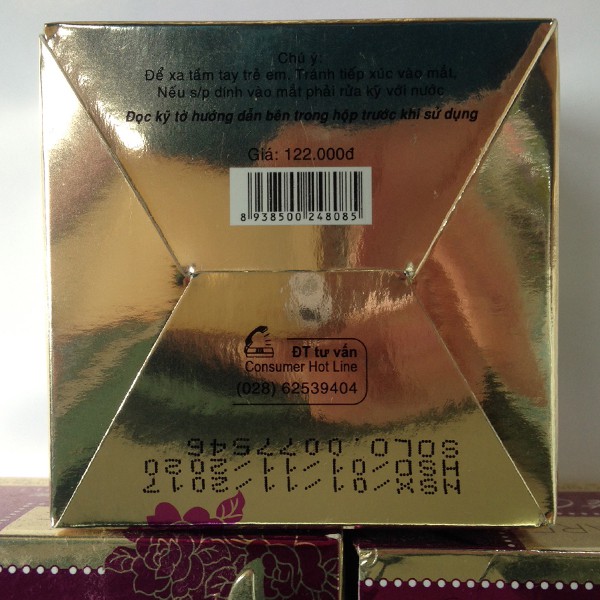 Chú ý:
Để xa tầm tay trẻ em, Tránh tiếp xúc vào mắt,
Nếu s/p dính vào mắt phải rửa kỹ với nước
Đọc kỹ tờ hướng dẫn bên trong hộp trước khi sử dụng
Giá: 122.000đ
8 938500 248085
ĐT tư vấn
Consumer Hot Line
(028) 62539404
NSX/01/11/2017
HSD/01/11/2020
SOLO.0077546